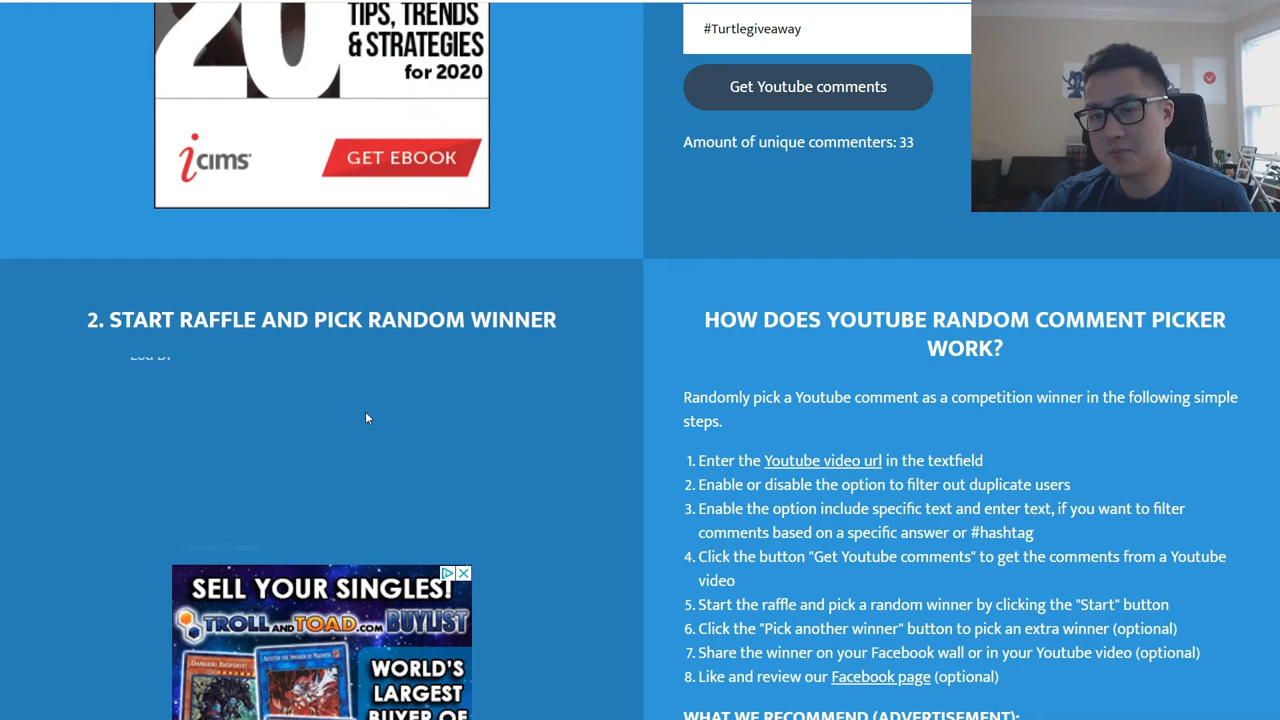 20
TIPS, TRENDS
& STRATEGIES
for 2020
iCIMS
GET EBOOK
#Turtlegiveaway
Get Youtube comments
Amount of unique commenters: 33
2. START RAFFLE AND PICK RANDOM WINNER
SELL YOUR SINGLES!
TROLL AND TOAD.COM BUYLIST
WORLD'S
LARGEST
BUYER OF
HOW DOES YOUTUBE RANDOM COMMENT PICKER
WORK?
Randomly pick a Youtube comment as a competition winner in the following simple
steps.
1. Enter the Youtube video url in the textfield
2. Enable or disable the option to filter out duplicate users
3. Enable the option include specific text and enter text, if you want to filter
comments based on a specific answer or #hashtag
4. Click the button "Get Youtube comments" to get the comments from a Youtube
video
5. Start the raffle and pick a random winner by clicking the "Start" button
6. Click the "Pick another winner" button to pick an extra winner (optional)
7. Share the winner on your Facebook wall or in your Youtube video (optional)
8. Like and review our Facebook page (optional)
WHAT WE RECOMMEND (ADVERTISEMENT):